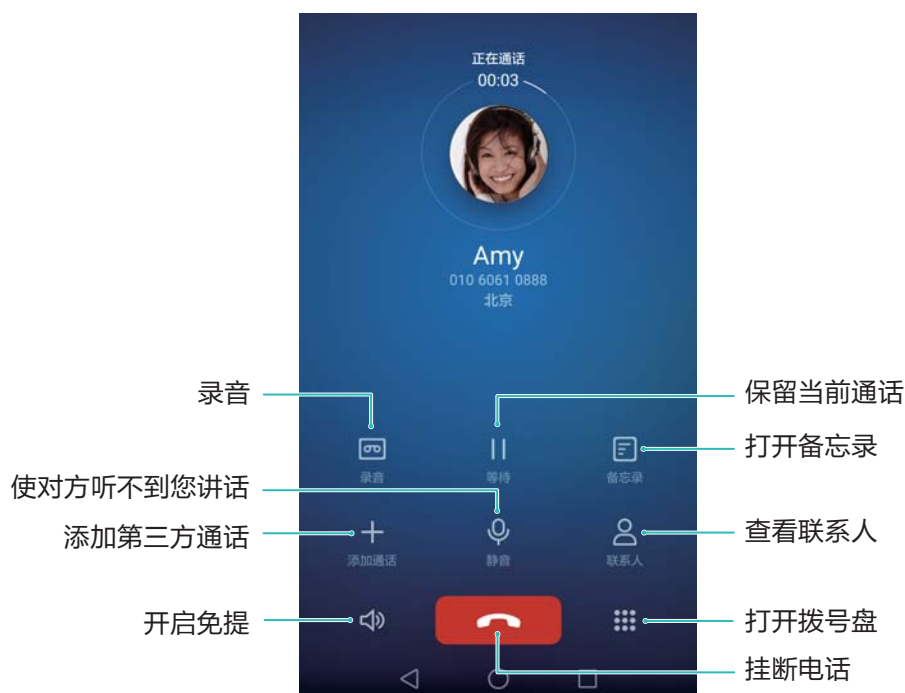 正在通话
00:03
Amy
010 6061 0888
北京
录音
保留当前通话
打开备忘录
录音
等待
备忘录
使对方听不到您讲话
添加第三方通话
查看联系人
添加通话
静音
联系人
开启免提
打开拨号盘
挂断电话